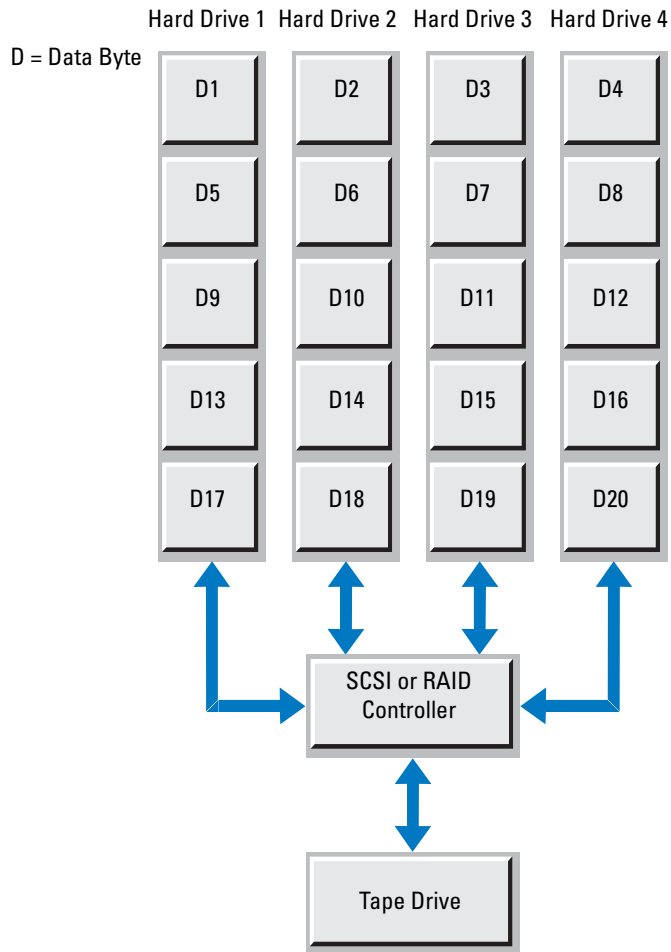 Hard Drive 1 Hard Drive 2 Hard Drive 3 Hard Drive 4
D = Data Byte
D1 D2 D3 D4
D5 D6 D7 D8
D9 D10 D11 D12
D13 D14 D15 D16
D17 D18 D19 D20
SCSI or RAID
Controller
Tape Drive